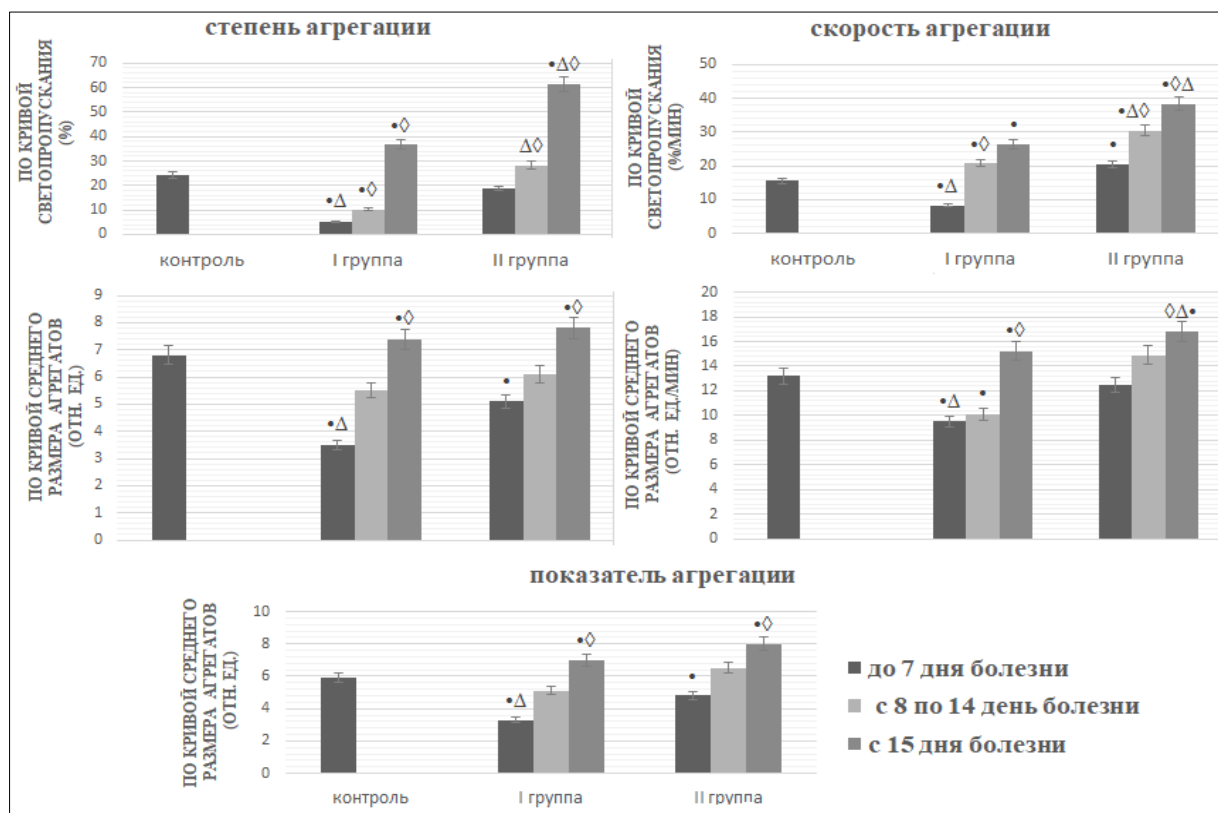 степень агрегации
ПО КРИВОЙ
СВЕТОПРОПУСКАНИЯ
(%)
70
60
50
40
30
20
10
0
•Δ
•◊
•◊
Δ◊
•Δ◊
контроль
I группа
II группа
скорость агрегации
ПО КРИВОЙ
СВЕТОПРОПУСКАНИЯ
(%/МИН)
50
40
30
20
10
0
•Δ
•◊
•
•
•Δ◊
•◊Δ
контроль
I группа
II группа
ПО КРИВОЙ СРЕДНЕГО
РАЗМЕРА АГРЕГАТОВ
(ОТН. ЕД.)
9
8
7
6
5
4
3
2
1
0
•Δ
•◊
•
•◊
ПО КРИВОЙ СРЕДНЕГО
РАЗМЕРА АГРЕГАТОВ
(ОТН. ЕД./МИН)
20
18
16
14
12
10
8
6
4
2
0
•Δ
•
•◊
◊Δ•
контроль
I группа
II группа
показатель агрегации
ПО КРИВОЙ СРЕДНЕГО
РАЗМЕРА АГРЕГАТОВ
(ОТН. ЕД.)
10
8
6
4
2
0
•Δ
•◊
•
•◊
контроль
I группа
II группа
до 7 дня болезни
с 8 по 14 день болезни
с 15 дня болезни